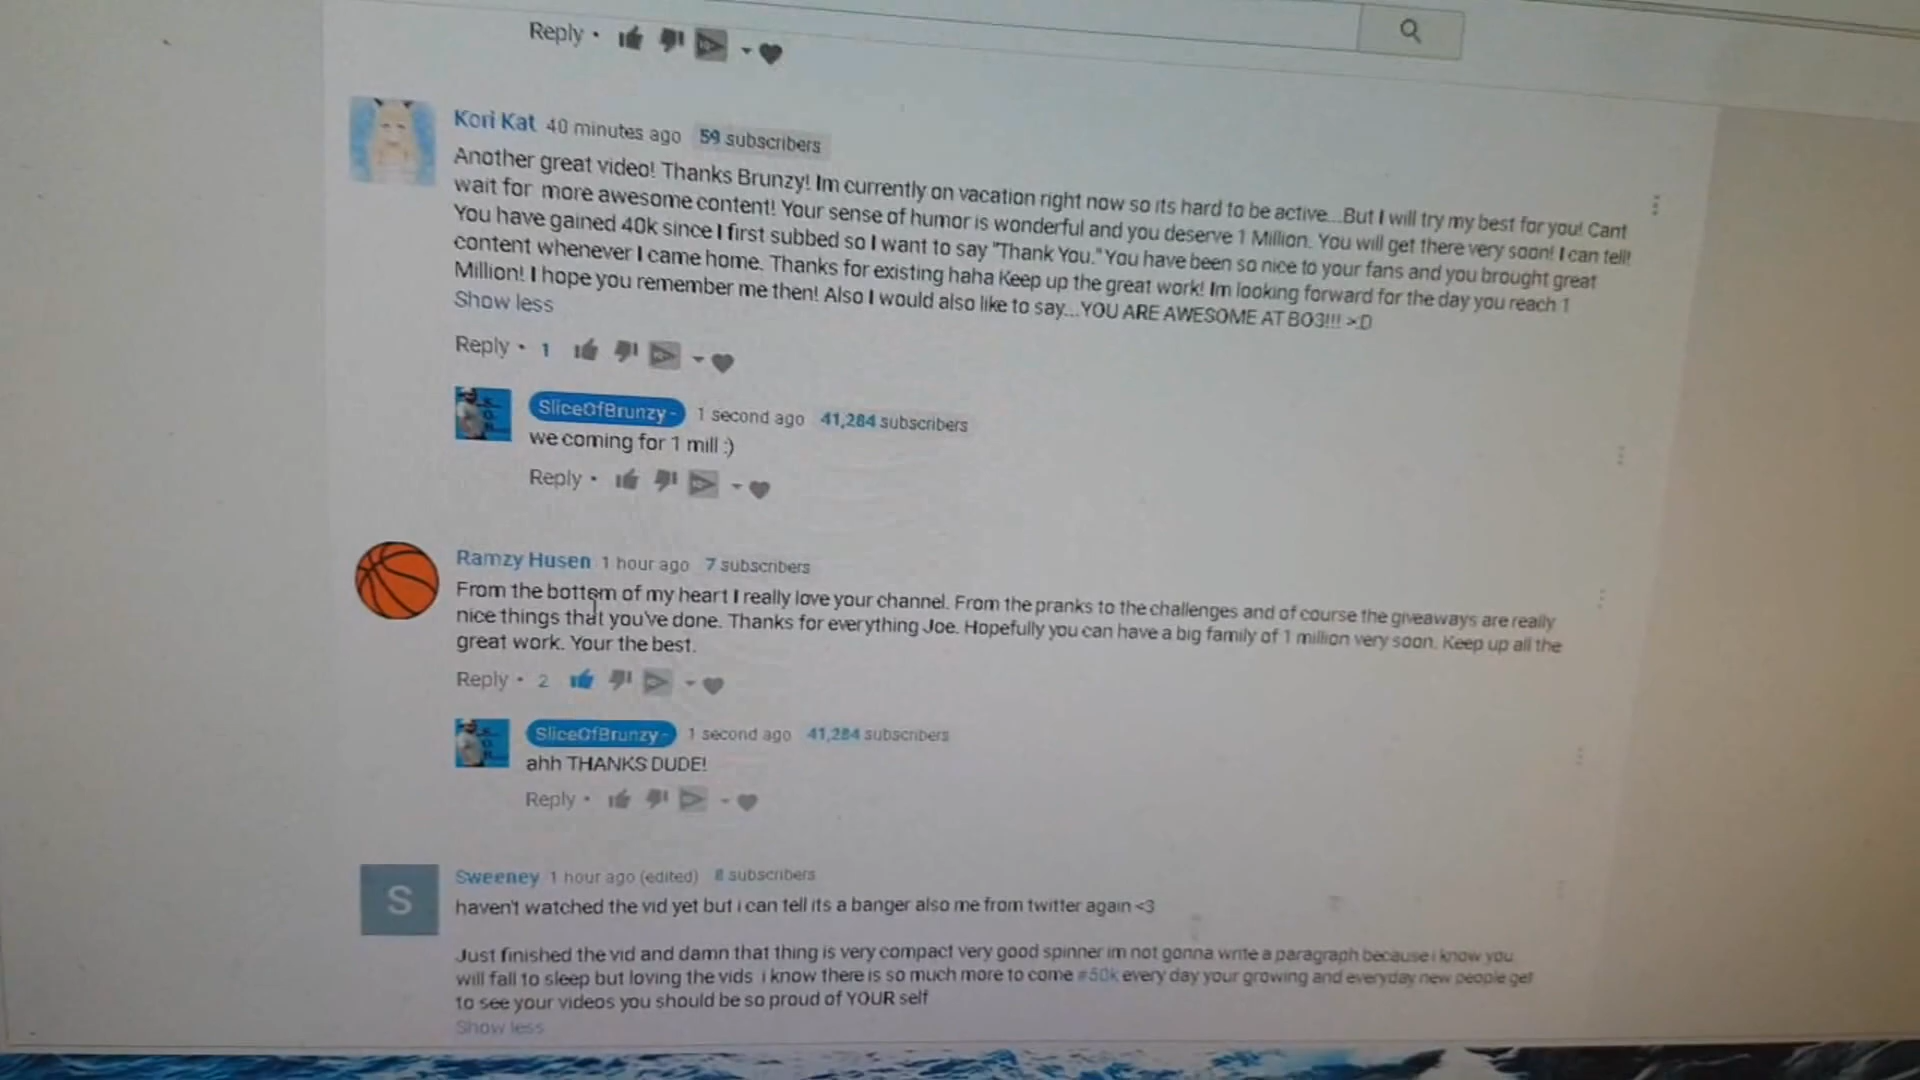 Reply •
Kori Kat 40 minutes ago 59 subscribers
Another great video! Thanks Brunzy! Im currently on vacation right now so its hard to be active...But I will try my best for you! Cant
wait for more awesome content! Your sense of humor is wonderful and you deserve 1 Million. You will get there very soon! I can tell!
You have gained 40k since I first subbed so I want to say "Thank You." You have been so nice to your fans and you brought great
content whenever I came home. Thanks for existing haha Keep up the great work! Im looking forward for the day you reach 1
Million! I hope you remember me then! Also I would also like to say...YOU ARE AWESOME AT BO3!!! >:D
Show less
Reply • 1
SliceOfBrunzy - 1 second ago 41,284 subscribers
we coming for 1 mill :)
Reply •
Ramzy Husen 1 hour ago 7 subscribers
From the bottom of my heart I really love your channel. From the pranks to the challenges and of course the giveaways are really
nice things that you've done. Thanks for everything Joe. Hopefully you can have a big family of 1 million very soon. Keep up all the
great work. Your the best.
Reply • 2
SliceOfBrunzy - 1 second ago 41,284 subscribers
ahh THANKS DUDE!
Reply •
S
Sweeney 1 hour ago (edited) 8 subscribers
haven't watched the vid yet but i can tell its a banger also me from twitter again <3
Just finished the vid and damn that thing is very compact very good spinner im not gonna write a paragraph because i know you
will fall to sleep but loving the vids i know there is so much more to come #50k every day your growing and everyday new people get
to see your videos you should be so proud of YOUR self
Show less